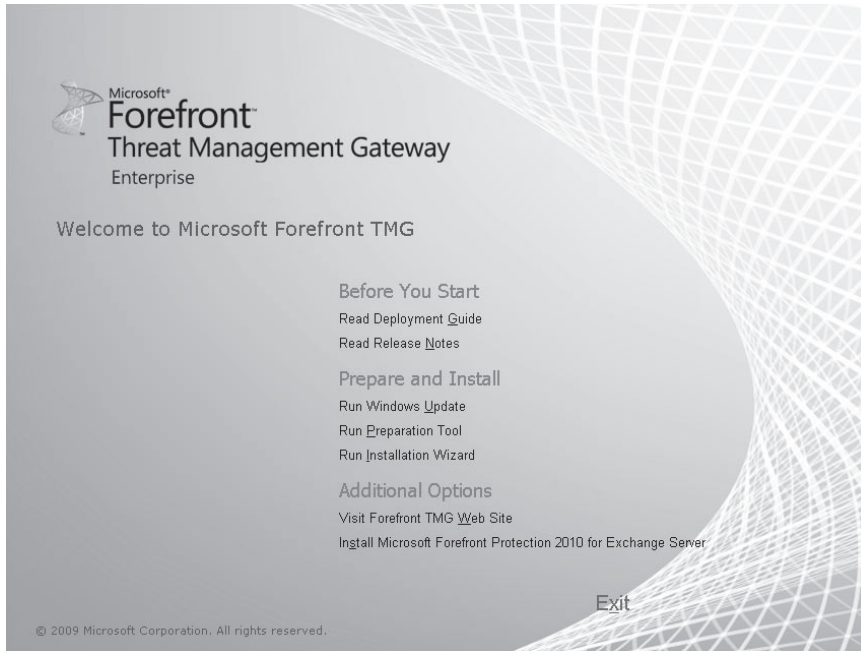 Microsoft®
Forefront™
Threat Management Gateway
Enterprise
Welcome to Microsoft Forefront TMG
Before You Start
Read Deployment Guide
Read Release Notes
Prepare and Install
Run Windows Update
Run Preparation Tool
Run Installation Wizard
Additional Options
Visit Forefront TMG Web Site
Install Microsoft Forefront Protection 2010 for Exchange Server
Exit
© 2009 Microsoft Corporation. All rights reserved.